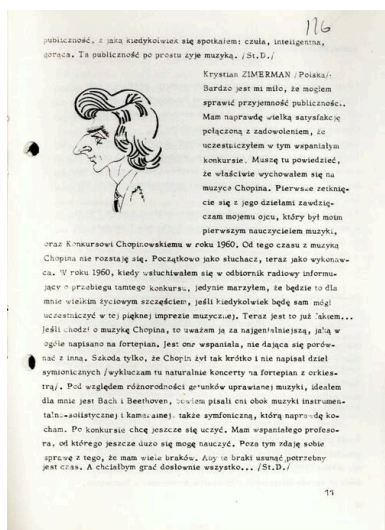 116
publiczność, z jaką kiedykolwiek się spotkałem: czuła, inteligentna,
gorąca. Ta publiczność po prostu żyje muzyką. /St.D./
Krystian ZIMERMAN /Polska/:
Bardzo jest mi miło, że mogłem
sprawić przyjemność publicznośc..
Mam naprawdę wielką satysfakcję
połączoną z zadowoleniem, że
uczestniczyłem w tym wspaniałym
konkursie. Muszę tu powiedzieć,
że właściwie wychowałem się na
muzyce Chopina. Pierwsze zetknię-
cie się z jego dziełami zawdzię-
czam mojemu ojcu, który był moim
pierwszym nauczycielem muzyki,
oraz Konkursowi Chopinowskiemu w roku 1960. Od tego czasu z muzyką
Chopina nie rozstaję się. Początkowo jako słuchacz, teraz jako wykonaw-
ca. W roku 1960, kiedy wsłuchiwałem się w odbiornik radiowy informu-
jący o przebiegu tamtego konkursu, jedynie marzyłem, że będzie to dla
mnie wielkim życiowym szczęściem, jeśli kiedykolwiek będę sam mógł
uczestniczyć w tej pięknej imprezie muzycznej. Teraz jest to już faktem...
Jeśli chodzi o muzykę Chopina, to uważam ją za najgenialniejszą, jaką w
ogóle napisano na fortepian. Jest ona wspaniała, nie dająca się porów-
nać z inną. Szkoda tylko, że Chopin żył tak krótko i nie napisał dzieł
symfonicznych /wykluczam tu naturalnie koncerty na fortepian z orkies-
trą/. Pod względem różnorodności gatunków uprawianej muzyki, ideałem
dla mnie jest Bach i Beethoven, bowiem pisali oni obok muzyki instrumen-
talno-solistycznej i kameralnej, także symfoniczną, którą naprawdę ko-
cham. Po konkursie chcę jeszcze się uczyć. Mam wspaniałego profeso-
ra, od którego jeszcze dużo się mogę nauczyć. Poza tym zdaję sobie
sprawę z tego, że mam wiele braków. Aby te braki usunąć potrzebny
jest czas. A chciałbym grać dosłownie wszystko... /St.D./
11